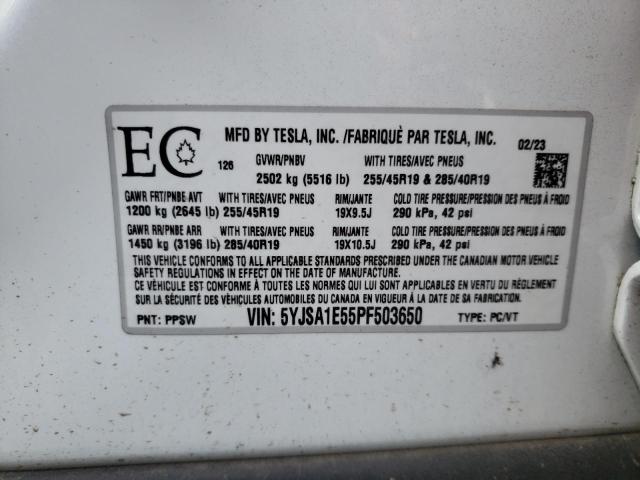 EC
MFD BY TESLA, INC. /FABRIQUÈ PAR TESLA, INC. 02/23
126 GVWR/PNBV WITH TIRES/AVEC PNEUS
2502 kg (5516 lb) 255/45R19 & 285/40R19
GAWR FRT/PNBE AVT WITH TIRES/AVEC PNEUS RIM/JANTE COLD TIRE PRESSURE/PRESSION DES PNEUS À FROID
1200 kg (2645 lb) 255/45R19 19X9.5J 290 kPa, 42 psi
GAWR RR/PNBE ARR WITH TIRES/AVEC PNEUS RIM/JANTE COLD TIRE PRESSURE/PRESSION DES PNEUS À FROID
1450 kg (3196 lb) 285/40R19 19X10.5J 290 kPa, 42 psi
THIS VEHICLE CONFORMS TO ALL APPLICABLE STANDARDS PRESCRIBED UNDER THE CANADIAN MOTOR VEHICLE
SAFETY REGULATIONS IN EFFECT ON THE DATE OF MANUFACTURE.
CE VÉHICULE EST CONFORME À TOUTES LES NORMES QUI LUI SONT APPLICABLES EN VERTU DU RÈGLEMENT
SUR LA SÉCURITÉ DES VÉHICULES AUTOMOBILES DU CANADA EN VIGUEUR À LA DATE DE SA FABRICATION.
PNT: PPSW VIN: 5YJSA1E55PF503650 TYPE: PC/VT